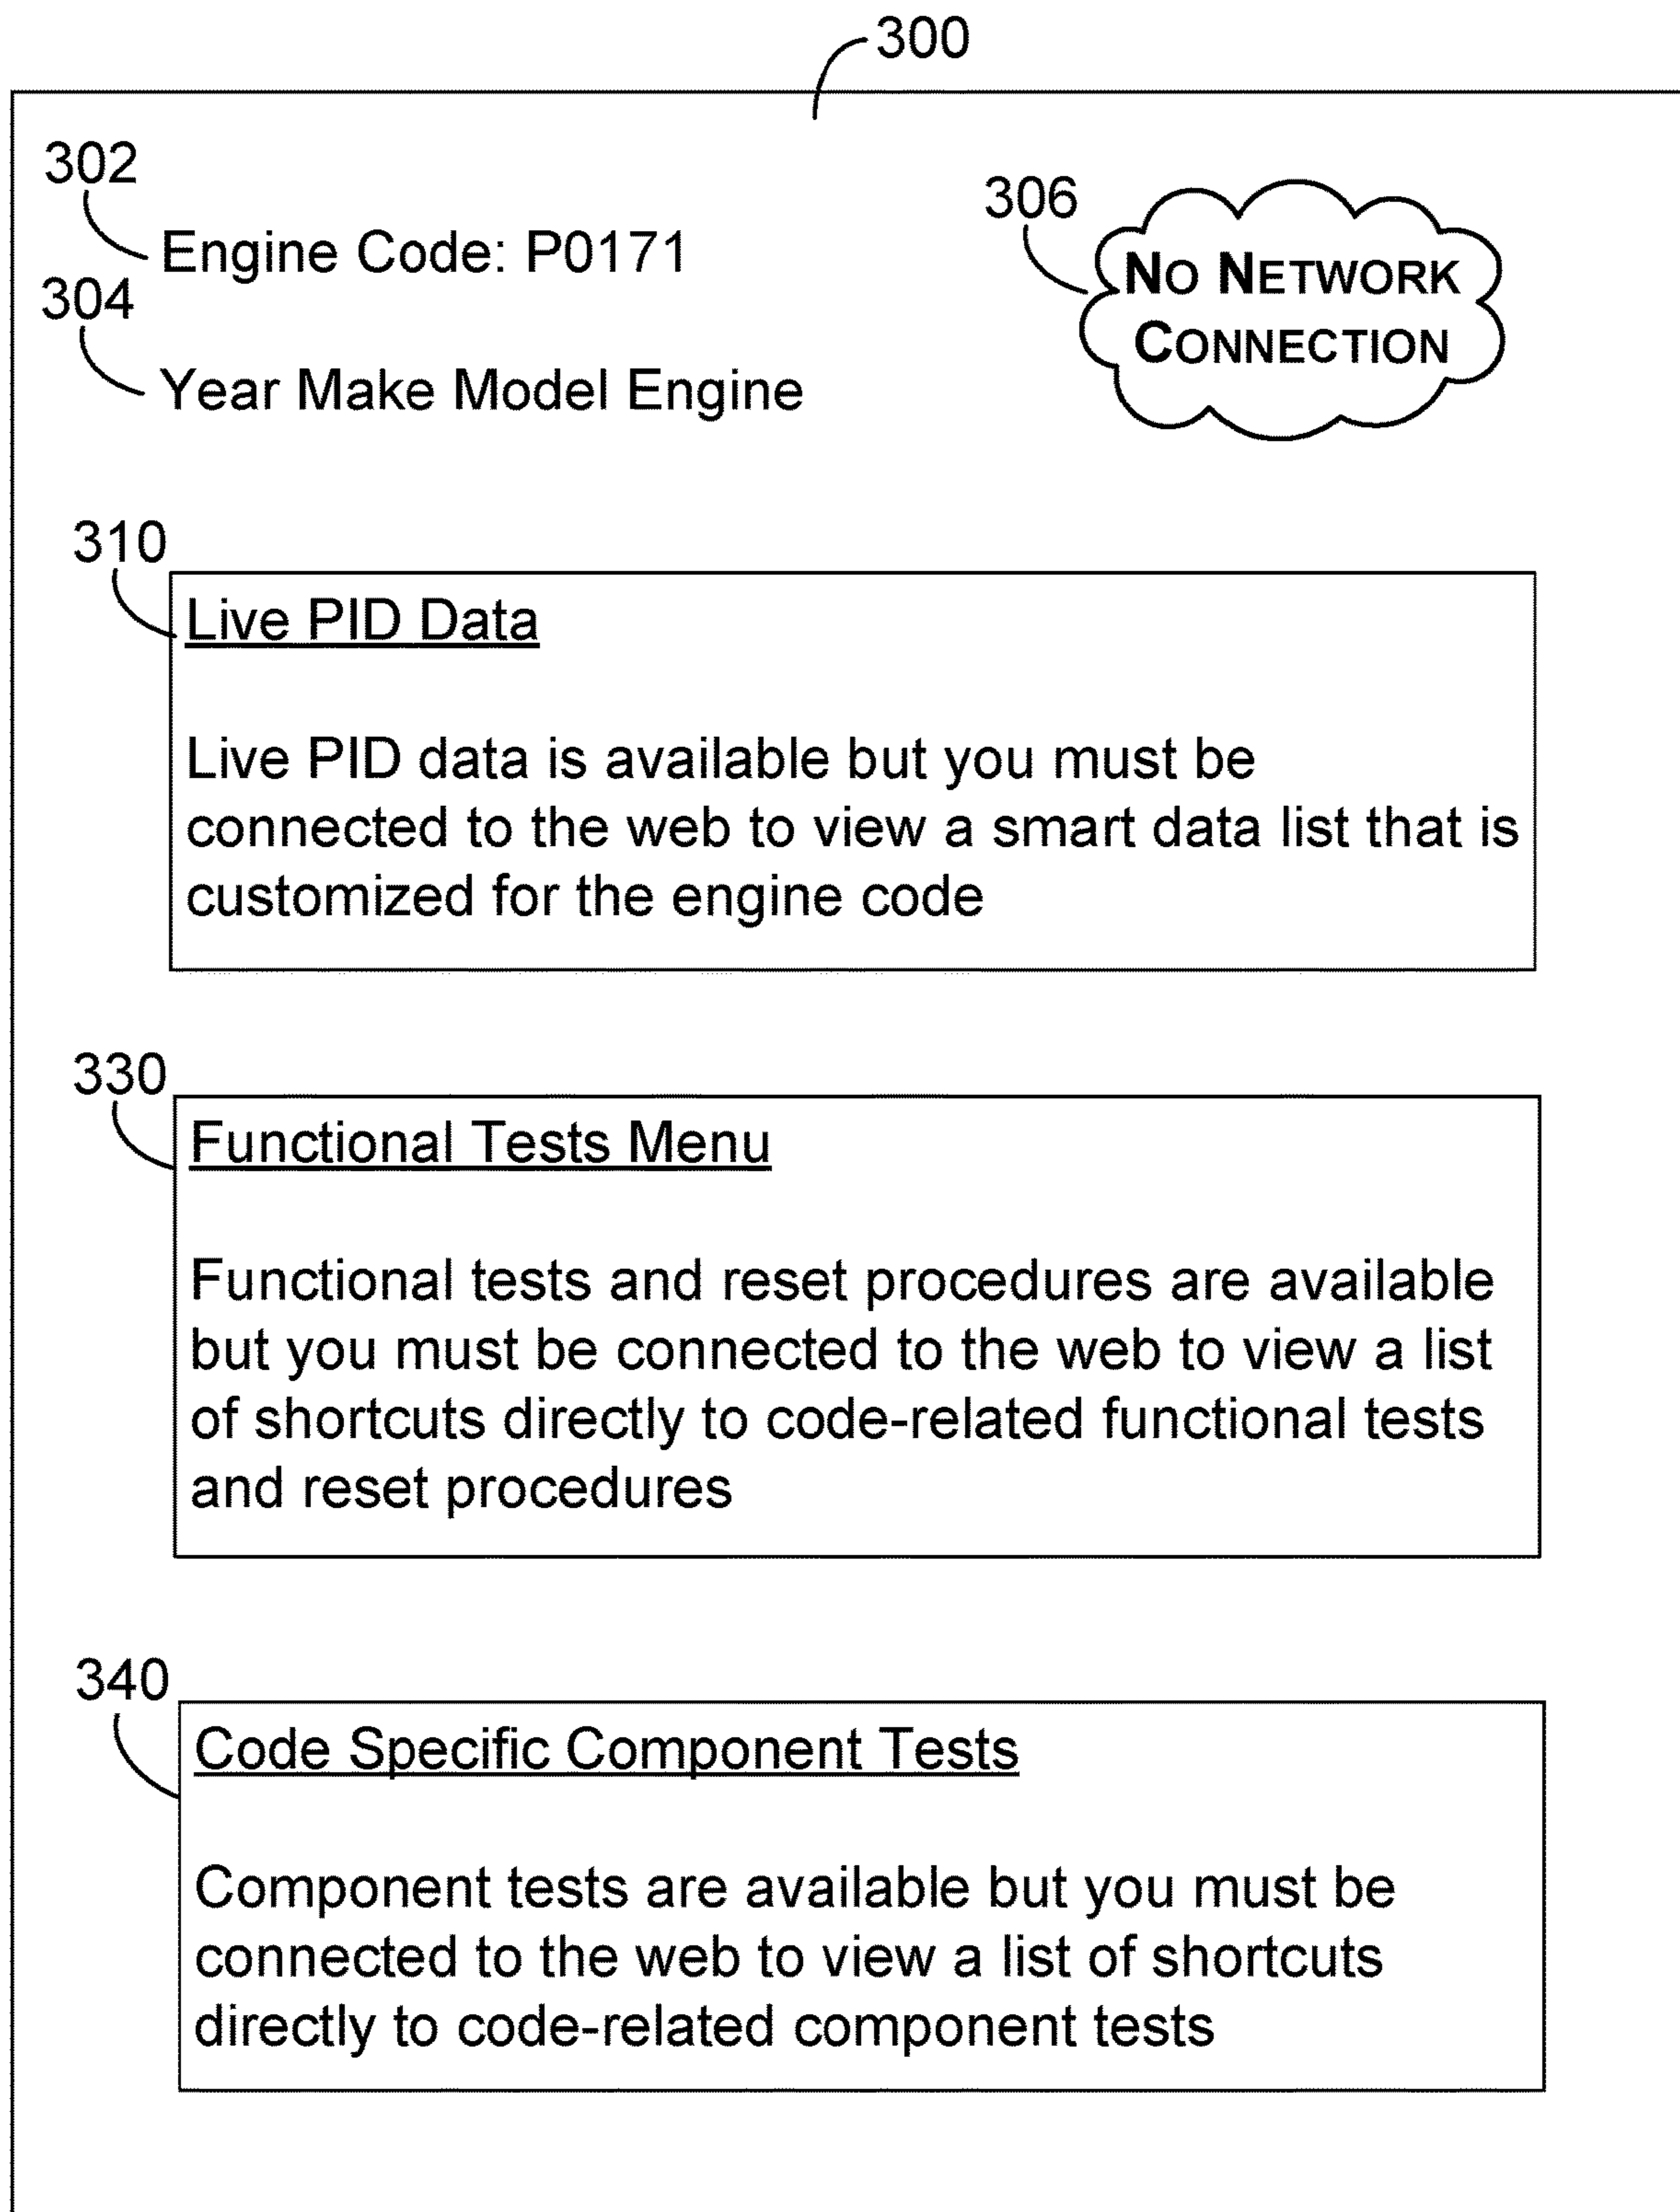 300
302
Engine Code: P0171
304
Year Make Model Engine
306
NO NETWORK
CONNECTION
310
Live PID Data
Live PID data is available but you must be
connected to the web to view a smart data list that is
customized for the engine code
330
Functional Tests Menu
Functional tests and reset procedures are available
but you must be connected to the web to view a list
of shortcuts directly to code-related functional tests
and reset procedures
340
Code Specific Component Tests
Component tests are available but you must be
connected to the web to view a list of shortcuts
directly to code-related component tests